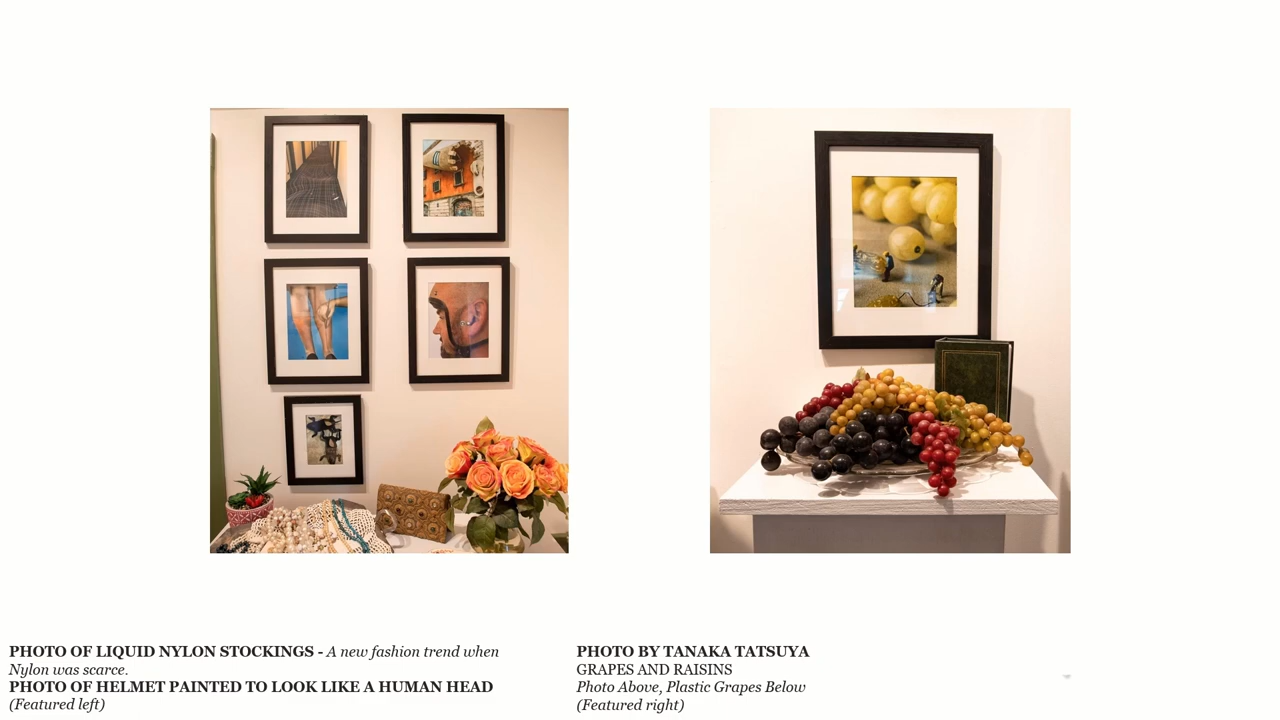 PHOTO OF LIQUID NYLON STOCKINGS - A new fashion trend when
Nylon was scarce.
PHOTO OF HELMET PAINTED TO LOOK LIKE A HUMAN HEAD
(Featured left)
PHOTO BY TANAKA TATSUYA
GRAPES AND RAISINS
Photo Above, Plastic Grapes Below
(Featured right)